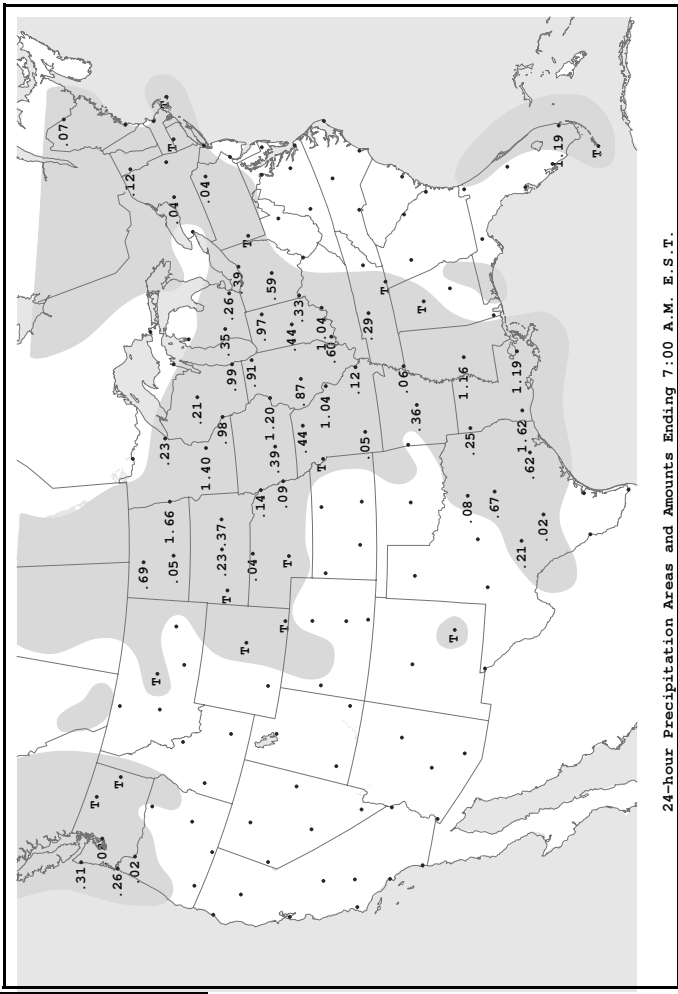 .07
.31
T
T
.26
T
.12
.02
.69
T
.23
1.66
.05
.04
T
T
.21
1.40
.04
.98
T
.23
.37
.35
.26
.99
.39
T
T
.04
.91
.14
.97
1.20
.59
.39
.09
T
T
.44
.33
.87
.44
T
1.04
1.04
.60
.12
.05
.29
T
.06
.36
T
T
1.16
.08
.25
.67
1.19
.21
1.62
.62
.02
1.19
T
24-hour Precipitation Areas and Amounts Ending 7:00 A.M. E.S.T.